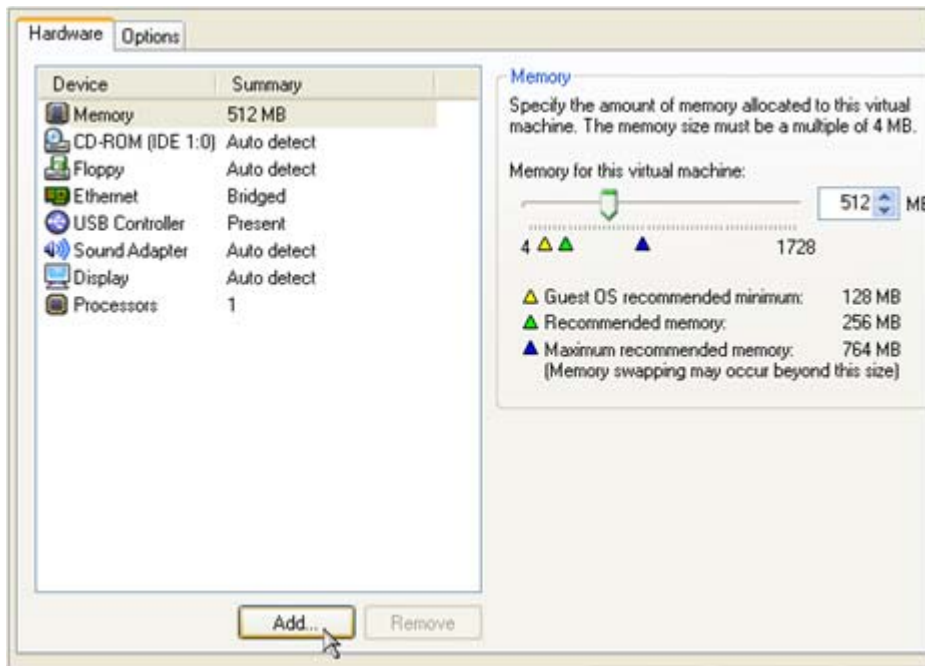 Hardware Options
Device Summary
Memory 512 MB
CD-ROM (IDE 1:0) Auto detect
Floppy Auto detect
Ethernet Bridged
USB Controller Present
Sound Adapter Auto detect
Display Auto detect
Processors 1
Add... Remove
Memory
Specify the amount of memory allocated to this virtual
machine. The memory size must be a multiple of 4 MB.
Memory for this virtual machine:
512 MB
4 1728
Guest OS recommended minimum: 128 MB
Recommended memory: 256 MB
Maximum recommended memory: 764 MB
(Memory swapping may occur beyond this size)